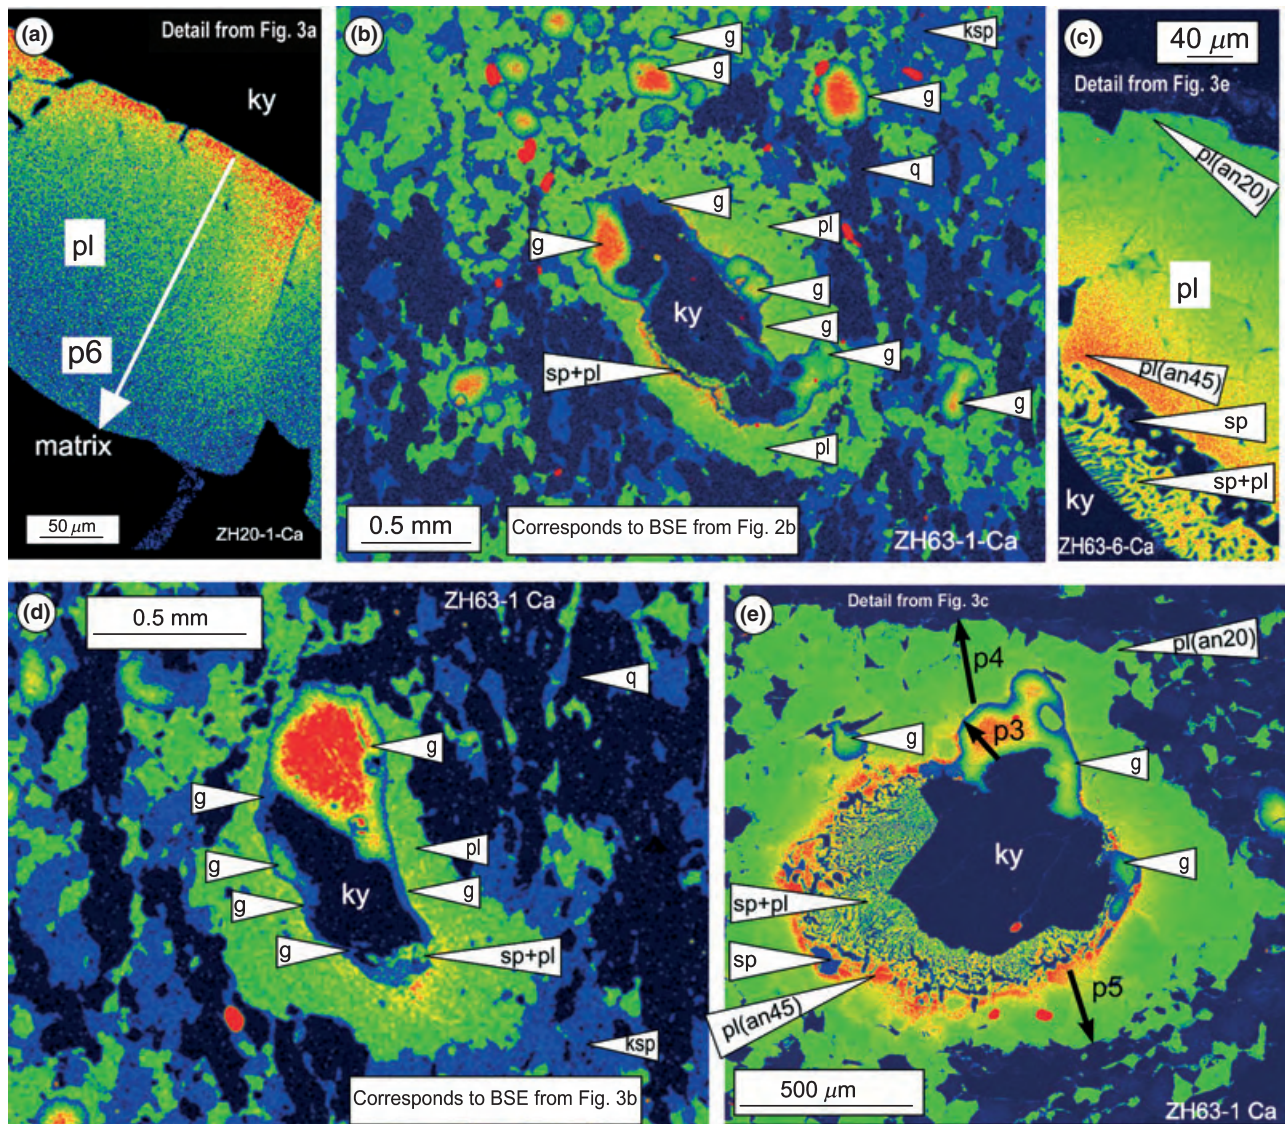 (a)
Detail from Fig. 3a
ky
pl
p6
matrix
50 μm
ZH20-1-Ca
(b)
g
ksp
g
g
q
g
pl
g
g
ky
g
g
sp+pl
g
pl
0.5 mm
Corresponds to BSE from Fig. 2b
ZH63-1-Ca
(c)
40 μm
Detail from Fig. 3e
pl(an20)
pl
pl(an45)
sp
sp+pl
ky
ZH63-6-Ca
(d)
ZH63-1 Ca
0.5 mm
q
g
g
pl
g
ky
g
g
g
sp+pl
ksp
Corresponds to BSE from Fig. 3b
(e)
Detail from Fig. 3c
pl(an20)
p4
p3
g
g
ky
g
sp+pl
sp
p5
pl(an45)
500 μm
ZH63-1 Ca